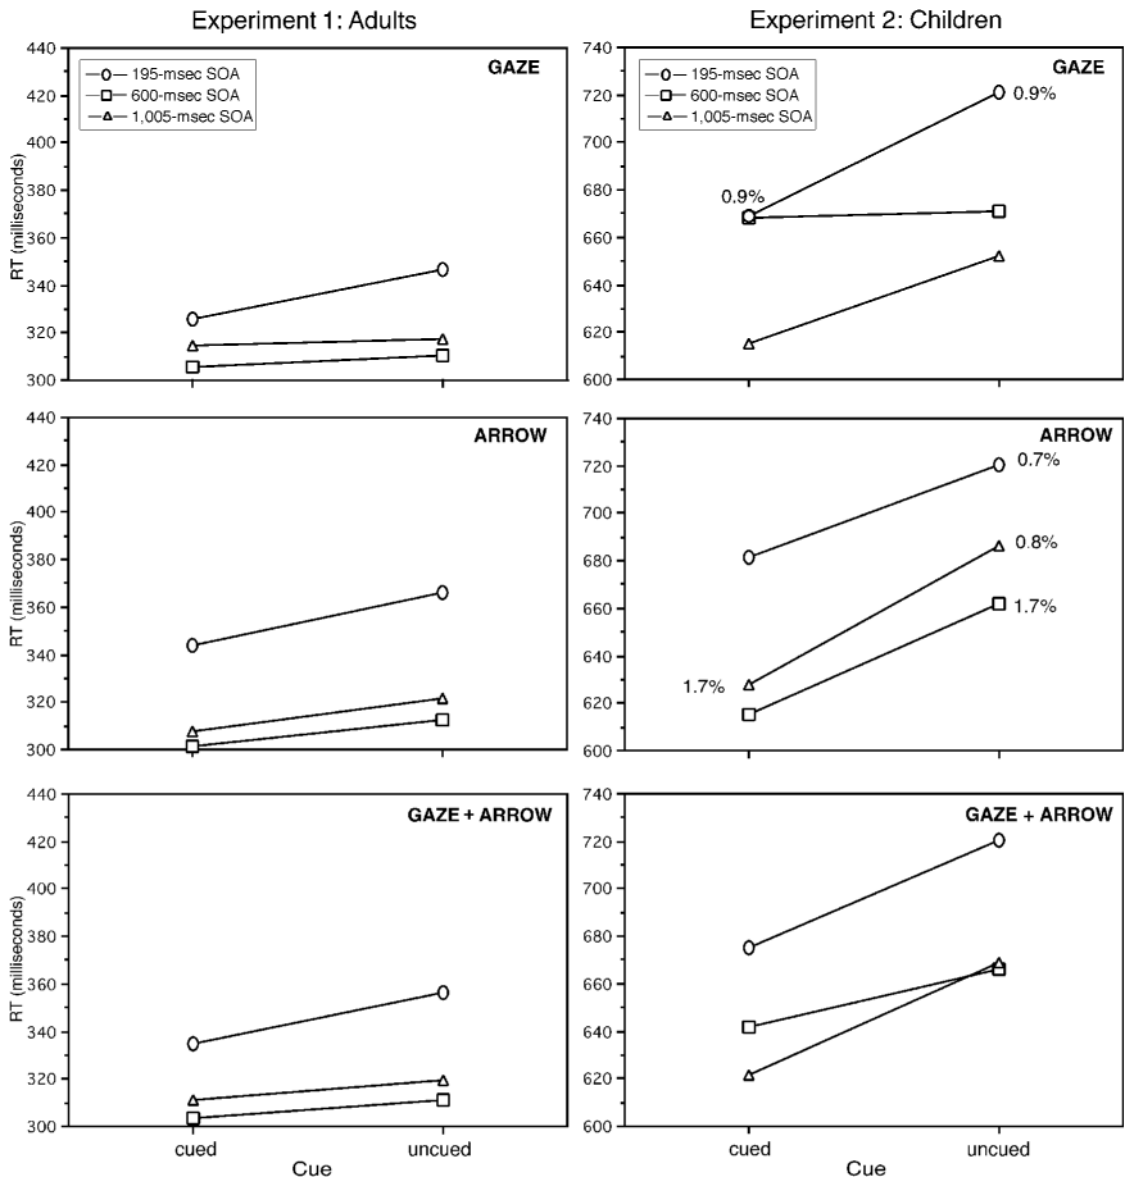 Experiment 1: Adults
Experiment 2: Children
440
420
400
380
360
340
320
300
RT (milliseconds)
195-msec SOA
600-msec SOA
1,005-msec SOA
GAZE
740
720
700
680
660
640
620
600
195-msec SOA
600-msec SOA
1,005-msec SOA
GAZE
0.9%
0.9%
440
420
400
380
360
340
320
300
RT (milliseconds)
ARROW
740
720
700
680
660
640
620
600
ARROW
0.7%
0.8%
1.7%
1.7%
440
420
400
380
360
340
320
300
RT (milliseconds)
GAZE + ARROW
cued
uncued
Cue
740
720
700
680
660
640
620
600
GAZE + ARROW
cued
uncued
Cue